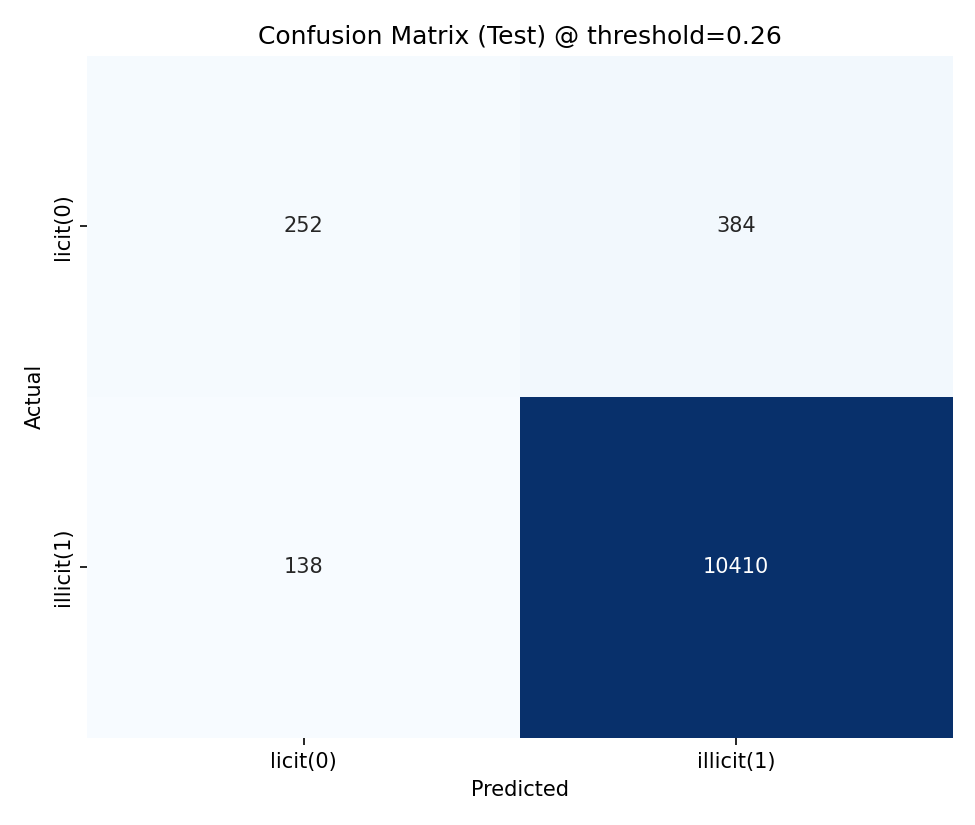 Confusion Matrix (Test) @ threshold=0.26
Actual
licit(0)
252
384
illicit(1)
138
10410
licit(0)
illicit(1)
Predicted